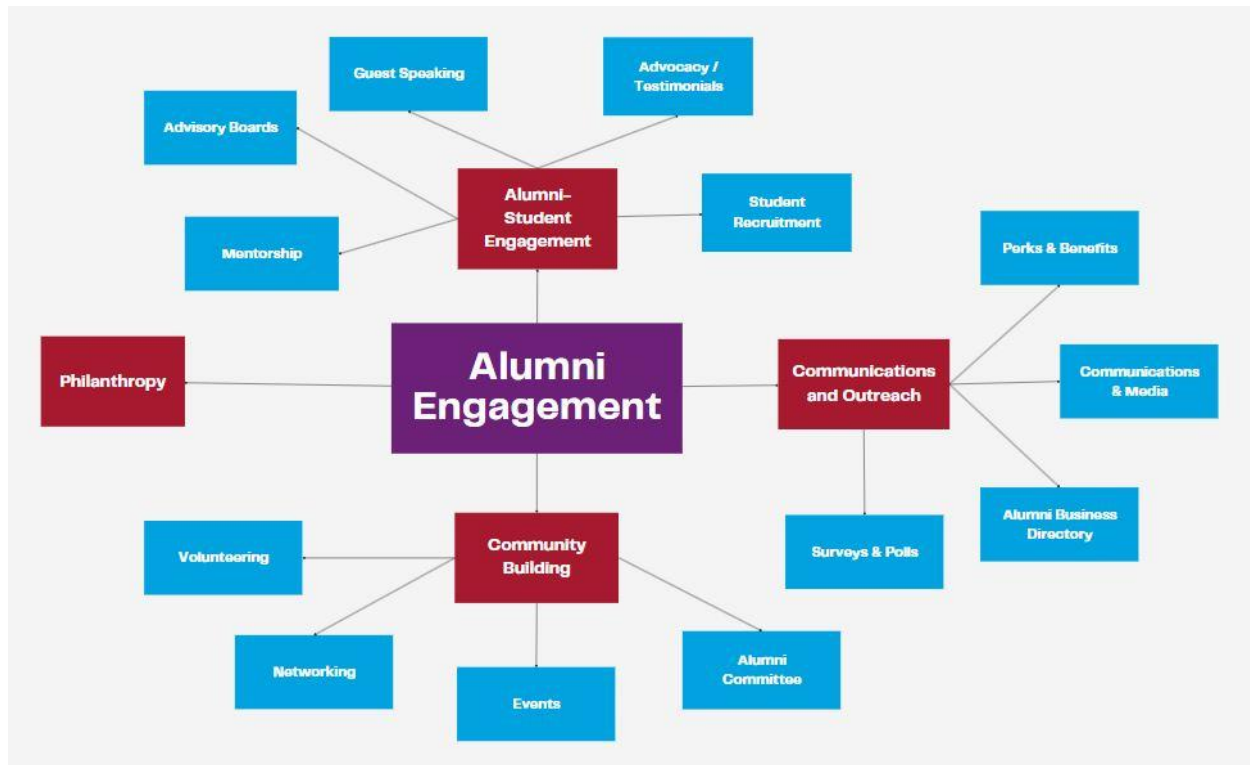 Guest Speaking
Advocacy /
Testimonials
Advisory Boards
Alumni–
Student
Engagement
Student
Recruitment
Mentorship
Perks & Benefits
Philanthropy
Alumni
Engagement
Communications
and Outreach
Communications
& Media
Alumni Business
Directory
Surveys & Polls
Community
Building
Volunteering
Networking
Events
Alumni
Committee